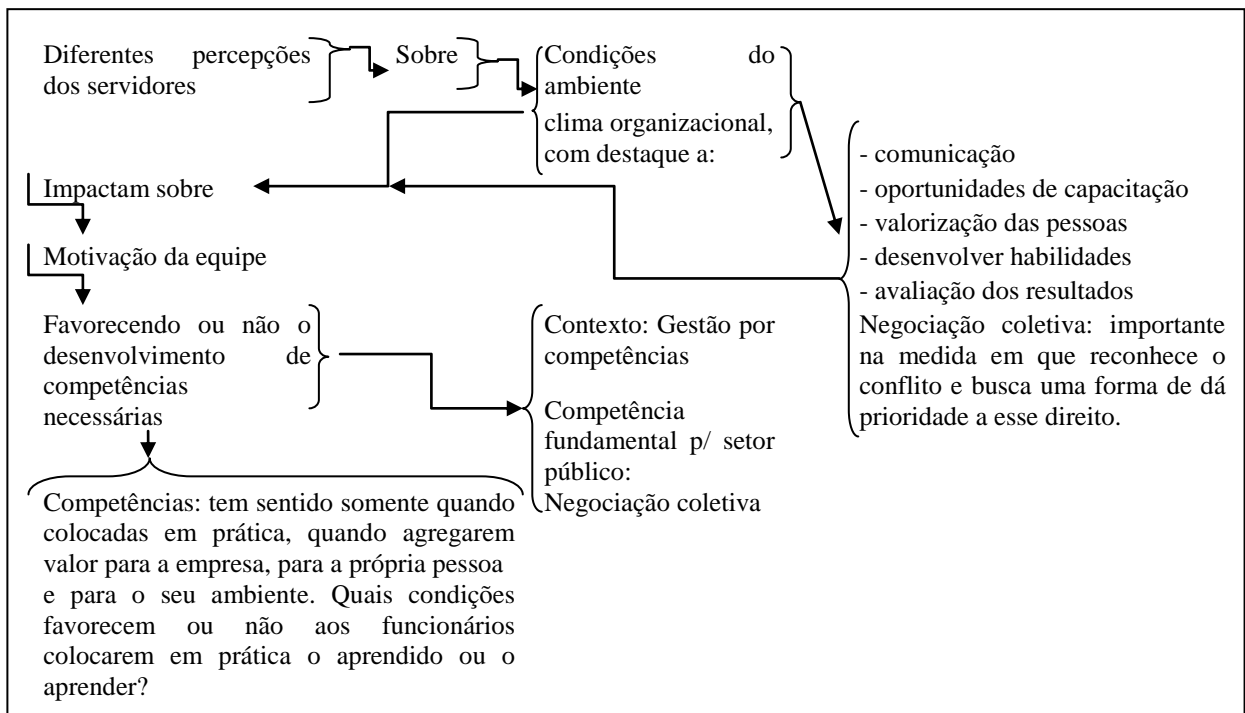 Diferentes percepções
dos servidores
Sobre
Condições do
ambiente
clima organizacional,
com destaque a:
- comunicação
- oportunidades de capacitação
- valorização das pessoas
- desenvolver habilidades
- avaliação dos resultados
Negociação coletiva: importante
na medida em que reconhece o
conflito e busca uma forma de dá
prioridade a esse direito.
Impactam sobre
Motivação da equipe
Favorecendo ou não o
desenvolvimento de
competências
necessárias
Contexto: Gestão por
competências
Competência
fundamental p/ setor
público:
Negociação coletiva
Competências: tem sentido somente quando
colocadas em prática, quando agregarem
valor para a empresa, para a própria pessoa
e para o seu ambiente. Quais condições
favorecem ou não aos funcionários
colocarem em prática o aprendido ou o
aprender?